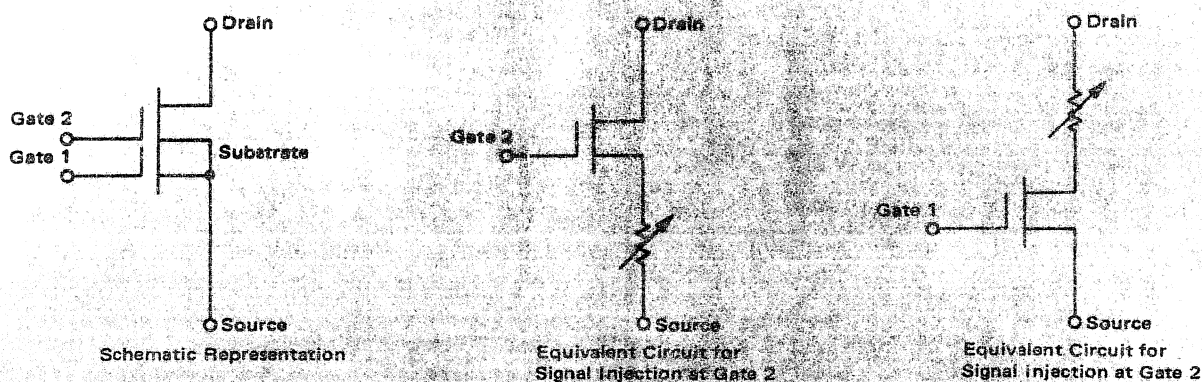 Drain
Gate 2
Gate 1
Substrate
Source
Schematic Representation
Drain
Gate 2
Source
Equivalent Circuit for
Signal Injection at Gate 2
Drain
Gate 1
Source
Equivalent Circuit for
Signal Injection at Gate 2